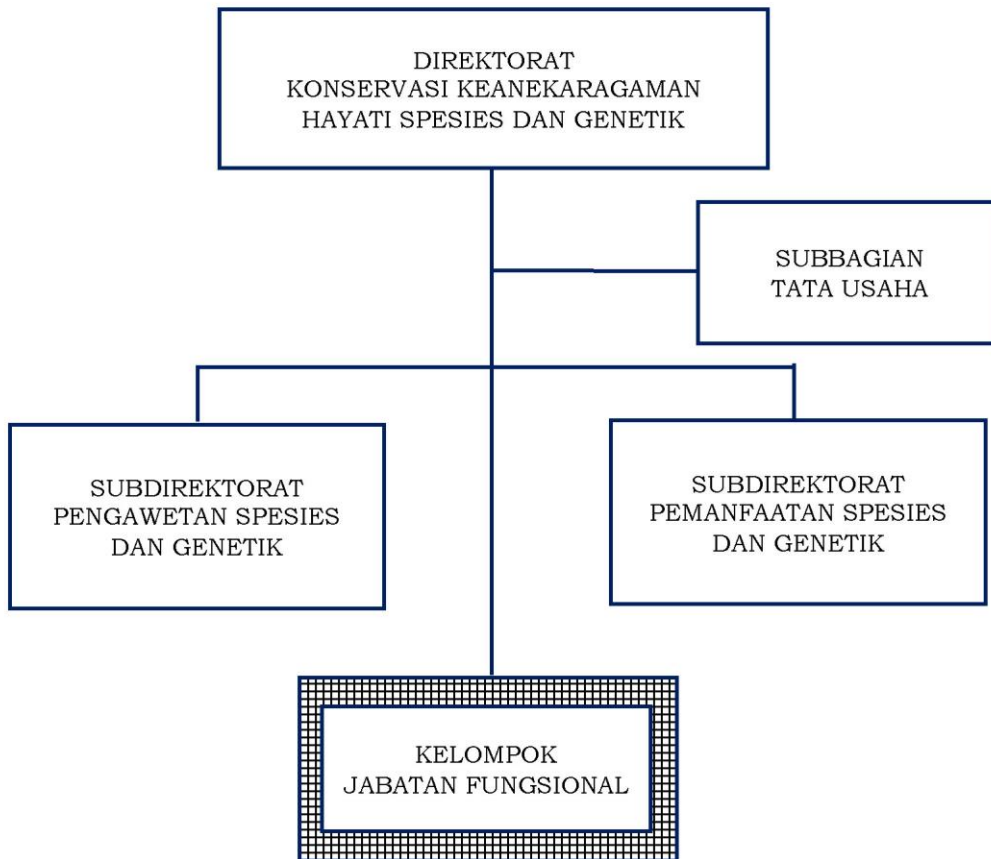 DIREKTORAT
KONSERVASI KEANEKARAGAMAN
HAYATI SPESIES DAN GENETIK
SUBBAGIAN
TATA USAHA
SUBDIREKTORAT
PENGAWETAN SPESIES
DAN GENETIK
SUBDIREKTORAT
PEMANFAATAN SPESIES
DAN GENETIK
KELOMPOK
JABATAN FUNGSIONAL